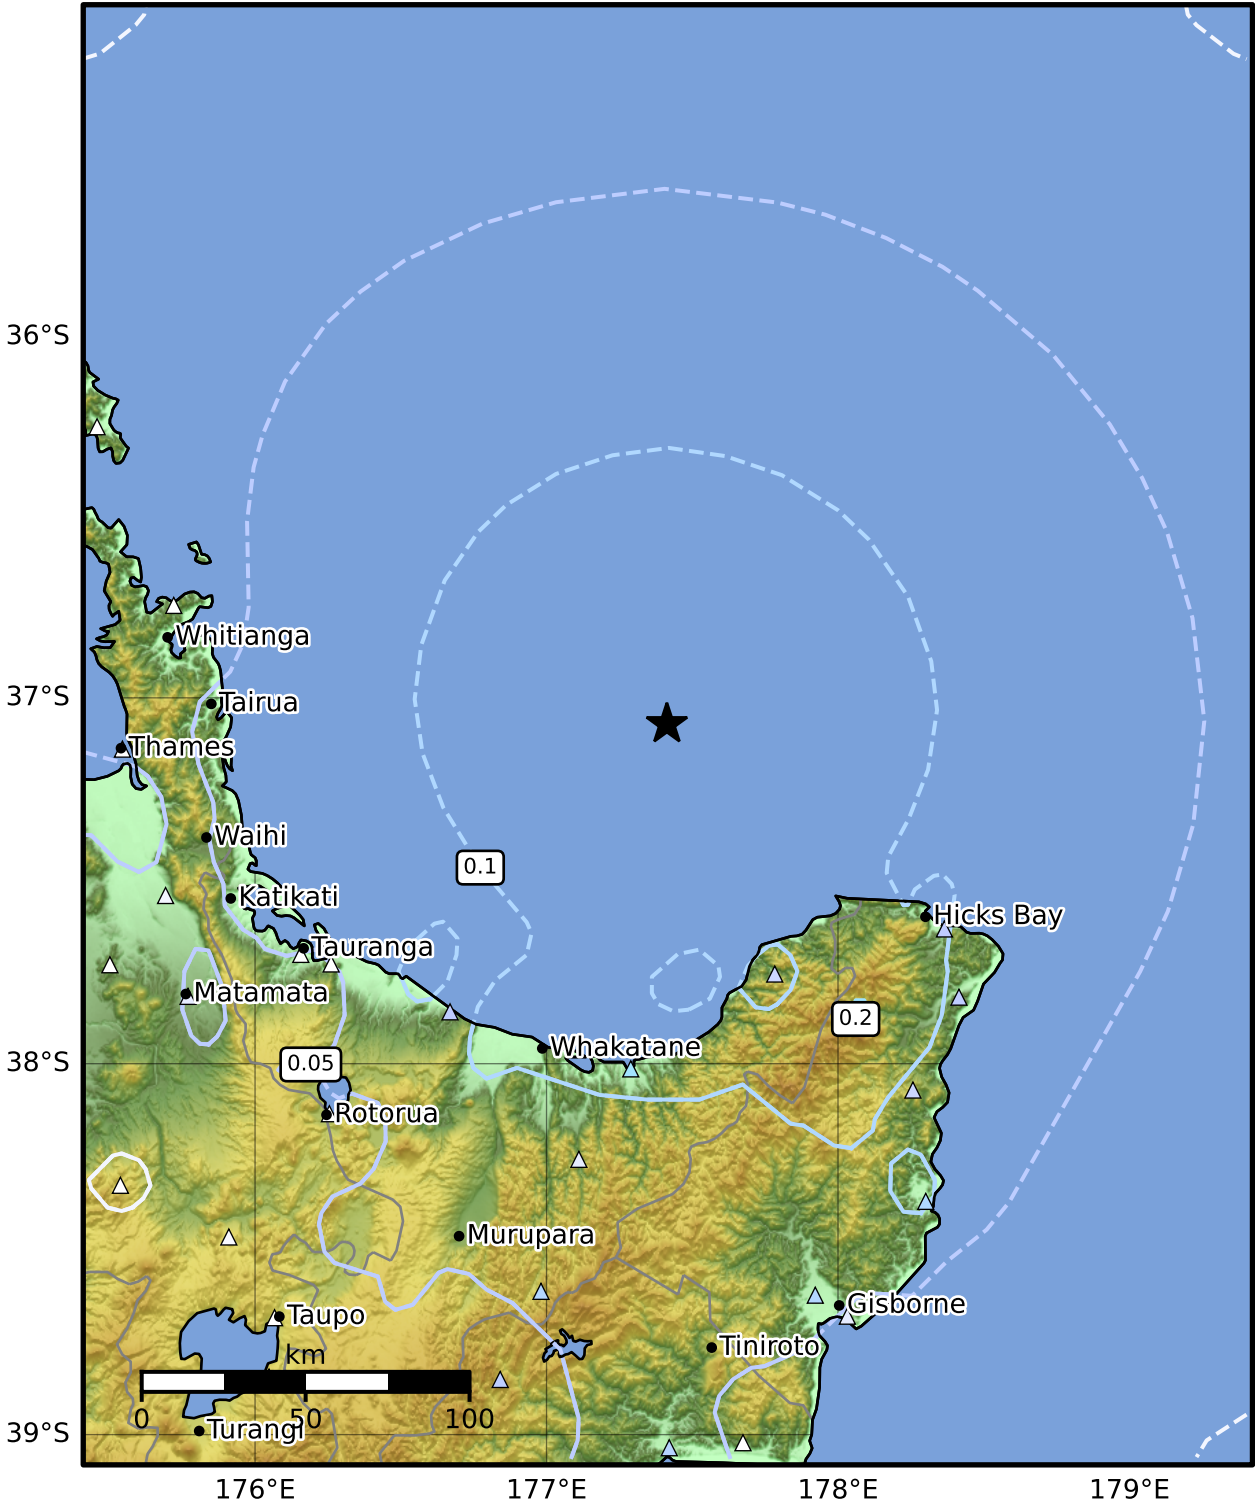 36°S
Whitianga
37°S
Tairua
Thames
Waihi
0.1
Katikati
Hicks Bay
Tauranga
Matamata
0.2
Whakatane
38°S
0.05
Rotorua
Murupara
Gisborne
Taupo
Tiniroto
km
0 50 100
Turangi
39°S
176°E 177°E 178°E 179°E